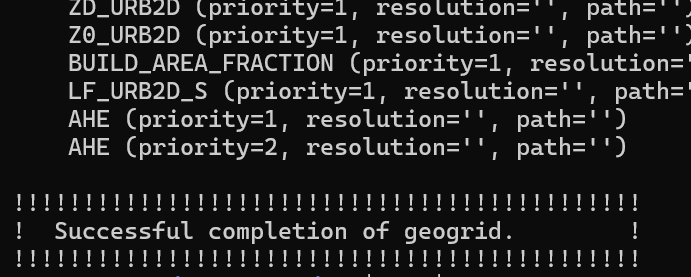 ZD_URB2D (priority=1, resolution='', path='')
Z0_URB2D (priority=1, resolution='', path='')
BUILD_AREA_FRACTION (priority=1, resolution='
LF_URB2D_S (priority=1, resolution='', path='
AHE (priority=1, resolution='', path='')
AHE (priority=2, resolution='', path='')
!!!!!!!!!!!!!!!!!!!!!!!!!!!!!!!!!!!!!!!!!!!!!
!  Successful completion of geogrid.        !
!!!!!!!!!!!!!!!!!!!!!!!!!!!!!!!!!!!!!!!!!!!!!